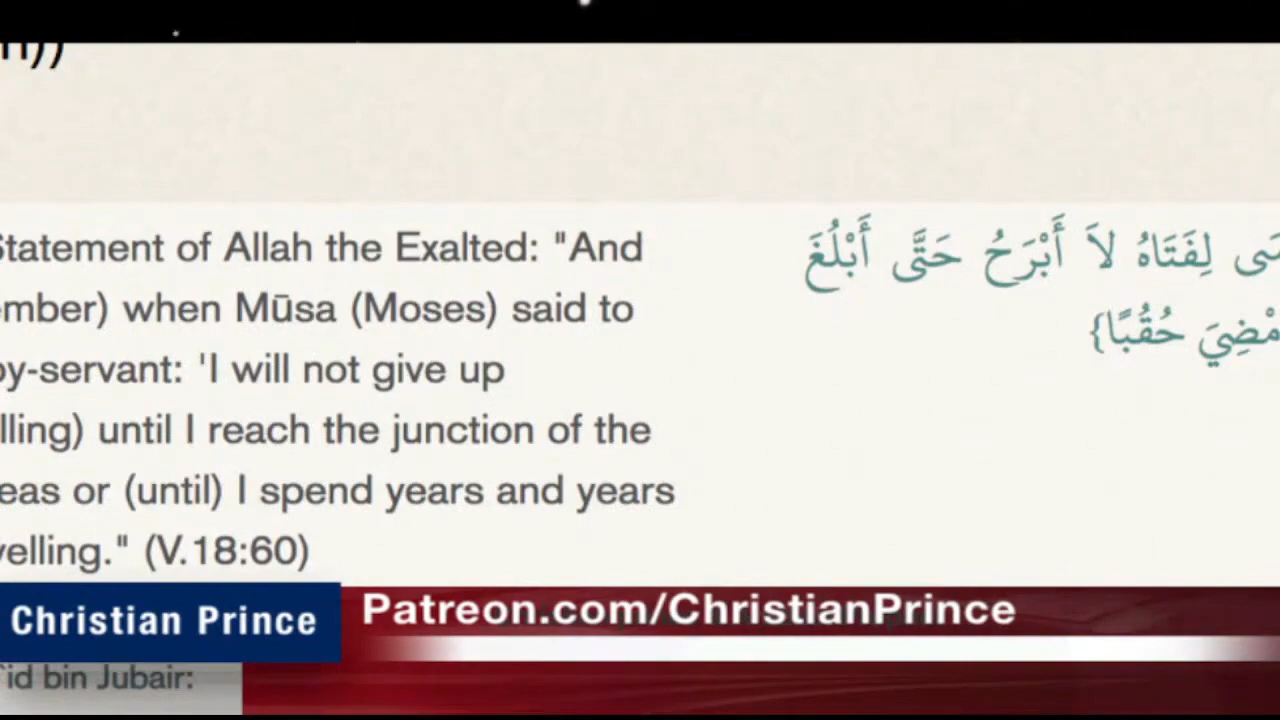 Statement of Allah the Exalted: "And
ember) when Mūsa (Moses) said to
oy-servant: 'I will not give up
lling) until I reach the junction of the
eas or (until) I spend years and years
velling." (V.18:60)
سَى لِفَتَاهُ لاَ أَبْرَحُ حَتَّى أَبْلُغَ
مْضِيَ حُقُبًا}
Christian Prince
Patreon.com/ChristianPrince
id bin Jubair: